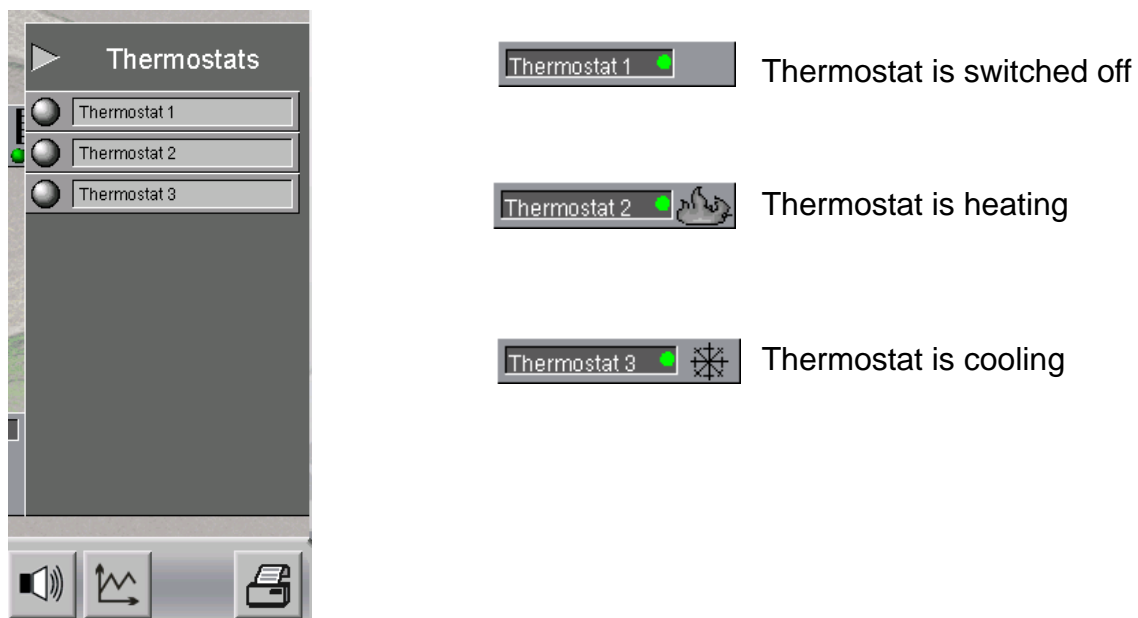 Thermostats
Thermostat 1
Thermostat 2
Thermostat 3
Thermostat 1
Thermostat is switched off
Thermostat 2
Thermostat is heating
Thermostat 3
Thermostat is cooling